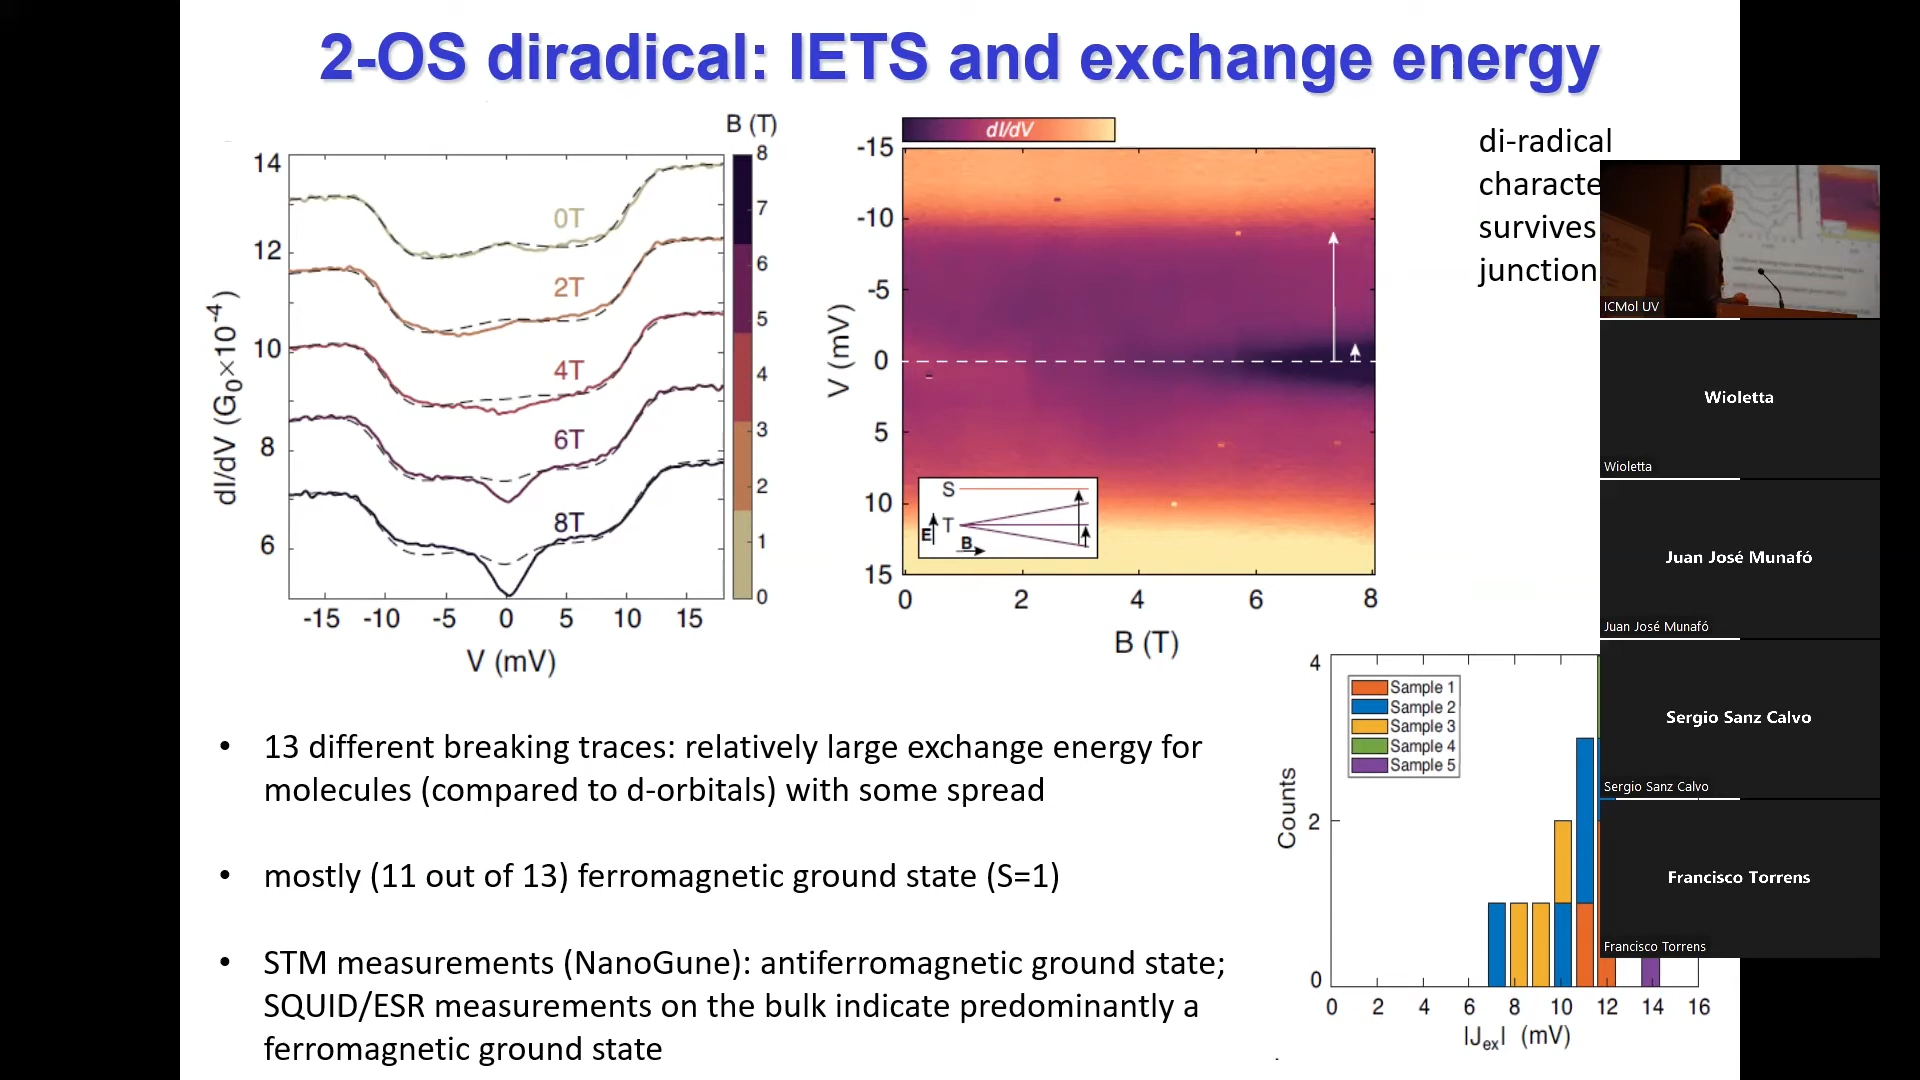 2-OS diradical: IETS and exchange energy
B (T)
14
12
10
8
6
dI/dV (G0×10-4)
0T
2T
4T
6T
8T
-15 -10 -5 0 5 10 15
V (mV)
8
7
6
5
4
3
2
1
0
dI/dV
-15
-10
-5
0
5
10
15
V (mV)
S
T
E
B
0 2 4 6 8
B (T)
di-radical
characte
survives
junction
ICMol UV
Wioletta
Wioletta
Juan José Munafó
Juan José Munafó
Sergio Sanz Calvo
Sergio Sanz Calvo
Francisco Torrens
Francisco Torrens
• 13 different breaking traces: relatively large exchange energy for
molecules (compared to d-orbitals) with some spread
• mostly (11 out of 13) ferromagnetic ground state (S=1)
• STM measurements (NanoGune): antiferromagnetic ground state;
SQUID/ESR measurements on the bulk indicate predominantly a
ferromagnetic ground state
4
2
0
Counts
Sample 1
Sample 2
Sample 3
Sample 4
Sample 5
0 2 4 6 8 10 12 14 16
|Jex| (mV)